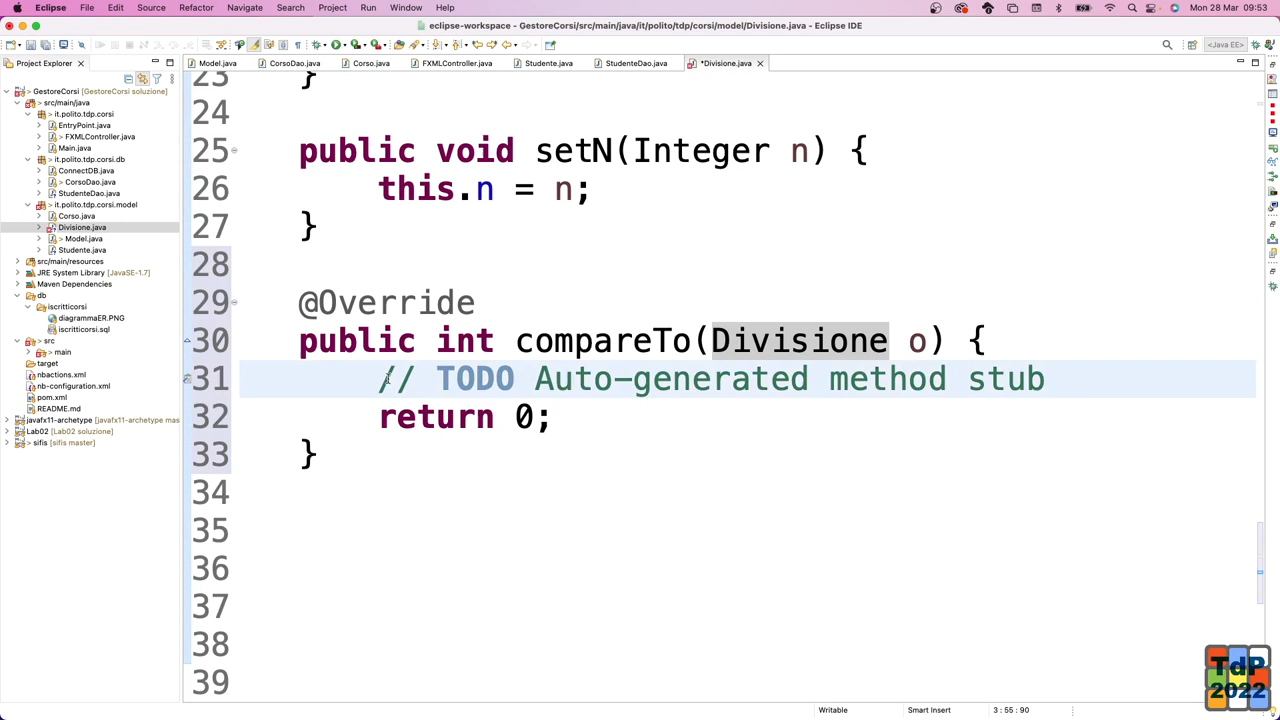 Eclipse File Edit Source Refactor Navigate Search Project Run Window Help Mon 28 Mar 09:53
eclipse-workspace - GestoreCorsi/src/main/java/it/polito/tdp/corsi/model/Divisione.java - Eclipse IDE
<Java EE>
Project Explorer
Model.java CorsoDao.java Corso.java FXMLController.java Studente.java StudenteDao.java *Divisione.java
GestoreCorsi [GestoreCorsi soluzione]
src/main/java
it.polito.tdp.corsi
EntryPoint.java
> FXMLController.java
Main.java
it.polito.tdp.corsi.db
ConnectDB.java
> CorsoDao.java
StudenteDao.java
> it.polito.tdp.corsi.model
Corso.java
Divisione.java
> Model.java
Studente.java
src/main/resources
JRE System Library [JavaSE-1.7]
Maven Dependencies
db
iscritticorsi
diagrammaER.PNG
iscritticorsi.sql
> src
> main
target
nbactions.xml
nb-configuration.xml
pom.xml
README.md
javafx11-archetype [javafx11-archetype mas
Lab02 [Lab02 soluzione]
> sifis [sifis master]
23 }
24
25 public void setN(Integer n) {
26 this.n = n;
27 }
28
29 @Override
30 public int compareTo(Divisione o) {
31 // TODO Auto-generated method stub
32 return 0;
33 }
34
35
36
37
38
39
Writable Smart Insert 3 : 55 : 90
TdP
2022